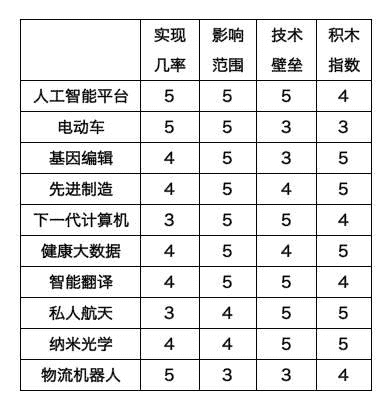 实现几率 影响范围 技术壁垒 积木指数
人工智能平台 5 5 5 4
电动车 5 5 3 3
基因编辑 4 5 3 5
先进制造 4 5 4 5
下一代计算机 3 5 5 4
健康大数据 4 5 4 5
智能翻译 4 5 5 4
私人航天 3 4 5 5
纳米光学 4 4 5 5
物流机器人 5 3 3 4